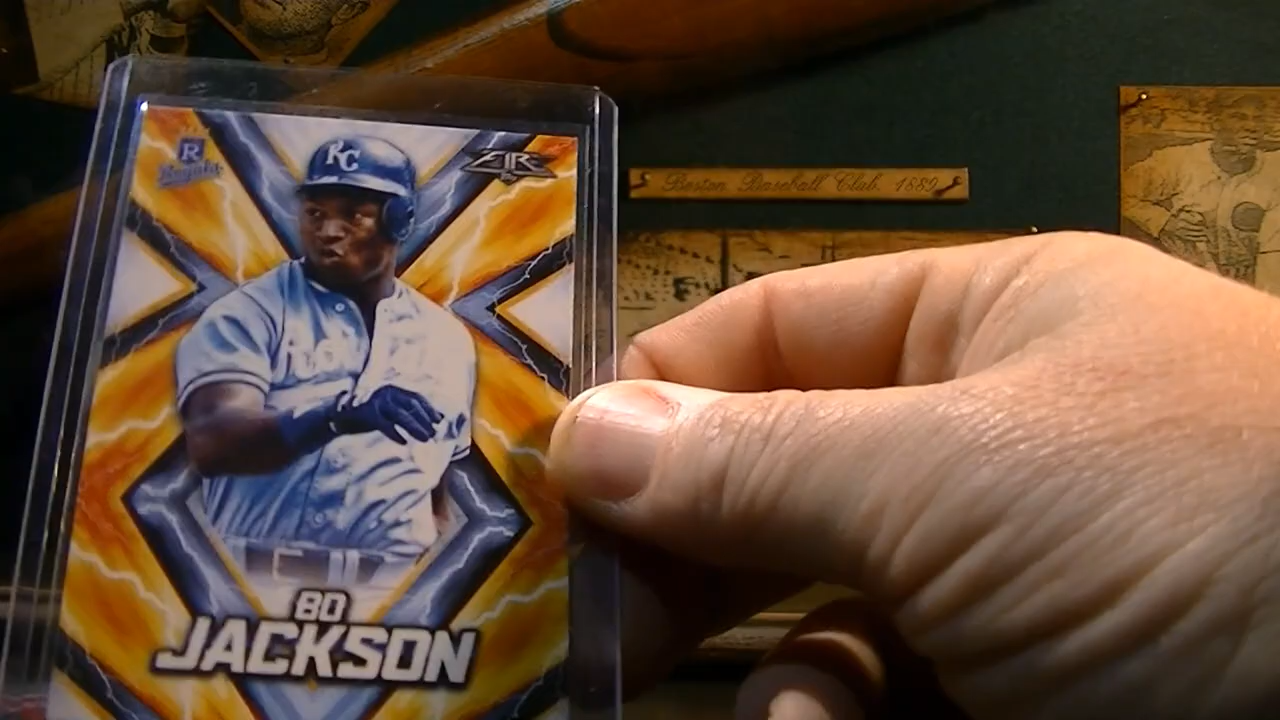 R
Royals
KC
FIRE
Boston Baseball Club. 1889
BO
JACKSON